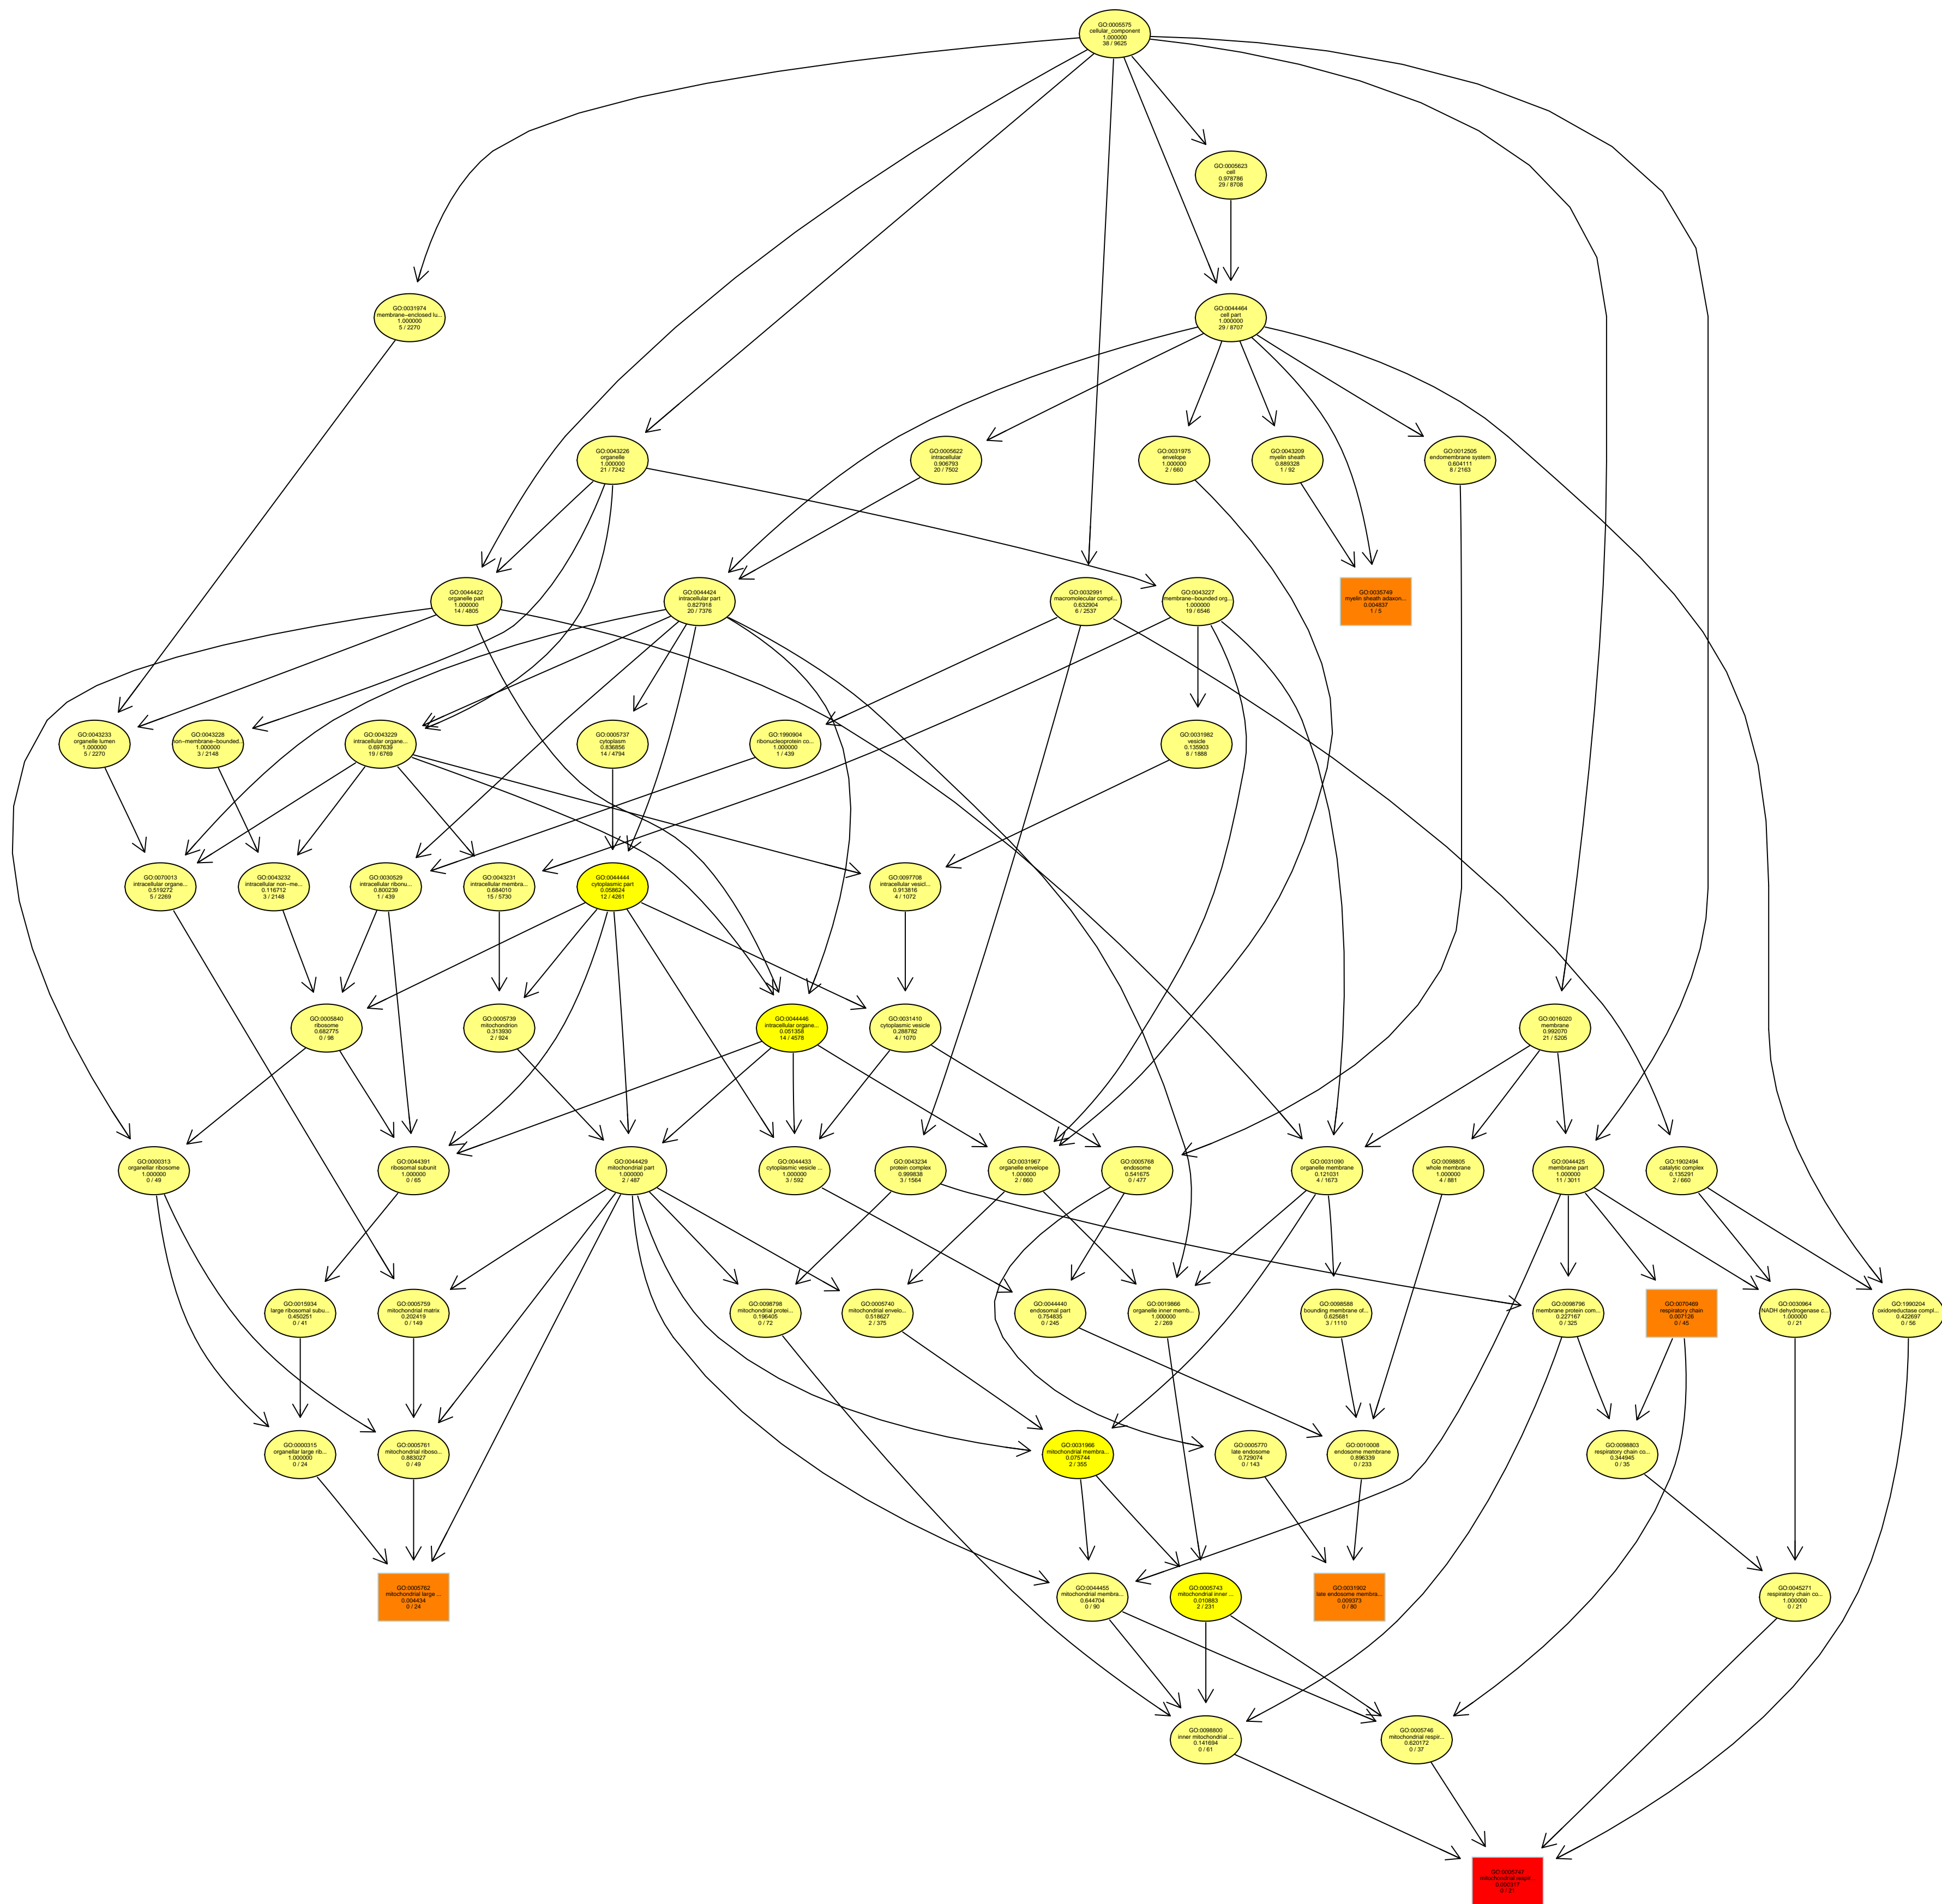 GO:0005575
cellular_component
1.000000
38 / 9625
GO:0005623
cell
0.978786
29 / 8708
GO:0031974
membrane−enclosed lu...
1.000000
5 / 2270
GO:0044464
cell part
1.000000
29 / 8707
GO:0043226
organelle
1.000000
21 / 7242
GO:0005622
intracellular
0.906793
20 / 7502
GO:0031975
envelope
1.000000
2 / 660
GO:0043209
myelin sheath
0.889328
1 / 92
GO:0012505
endomembrane system
0.604111
8 / 2163
GO:0044422
organelle part
1.000000
14 / 4805
GO:0044424
intracellular part
0.827918
20 / 7376
GO:0032991
macromolecular compl...
0.632904
6 / 2537
GO:0043227
membrane−bounded org...
1.000000
19 / 6546
GO:0035749
myelin sheath adaxon...
0.004837
1 / 5
GO:0043233
organelle lumen
1.000000
5 / 2270
GO:0043228
non−membrane−bounded...
1.000000
3 / 2148
GO:0043229
intracellular organe...
0.697639
19 / 6769
GO:0005737
cytoplasm
0.836856
14 / 4794
GO:1990904
ribonucleoprotein co...
1.000000
1 / 439
GO:0031982
vesicle
0.135903
8 / 1888
GO:0070013
intracellular organe...
0.519272
5 / 2269
GO:0043232
intracellular non−me...
0.116712
3 / 2148
GO:0030529
intracellular ribonu...
0.800239
1 / 439
GO:0043231
intracellular membra...
0.684010
15 / 5730
GO:0044444
cytoplasmic part
0.058624
12 / 4261
GO:0097708
intracellular vesicl...
0.913816
4 / 1072
GO:0005840
ribosome
0.682775
0 / 98
GO:0005739
mitochondrion
0.313930
2 / 924
GO:0044446
intracellular organe...
0.051358
14 / 4578
GO:0031410
cytoplasmic vesicle
0.288782
4 / 1070
GO:0016020
membrane
0.992070
21 / 5205
GO:0000313
organellar ribosome
1.000000
0 / 49
GO:0044391
ribosomal subunit
1.000000
0 / 65
GO:0044429
mitochondrial part
1.000000
2 / 487
GO:0044433
cytoplasmic vesicle ...
1.000000
3 / 592
GO:0043234
protein complex
0.999838
3 / 1564
GO:0031967
organelle envelope
1.000000
2 / 660
GO:0005768
endosome
0.541675
0 / 477
GO:0031090
organelle membrane
0.121031
4 / 1673
GO:0098805
whole membrane
1.000000
4 / 881
GO:0044425
membrane part
1.000000
11 / 3011
GO:1902494
catalytic complex
0.135291
2 / 660
GO:0015934
large ribosomal subu...
0.450251
0 / 41
GO:0005759
mitochondrial matrix
0.202419
0 / 149
GO:0098798
mitochondrial protei...
0.196405
0 / 72
GO:0005740
mitochondrial envelo...
0.518627
2 / 375
GO:0044440
endosomal part
0.754835
0 / 245
GO:0019866
organelle inner memb...
1.000000
2 / 269
GO:0098588
bounding membrane of...
0.625681
3 / 1110
GO:0098796
membrane protein com...
0.227167
0 / 325
GO:0070469
respiratory chain
0.007126
0 / 45
GO:0030964
NADH dehydrogenase c...
1.000000
0 / 21
GO:1990204
oxidoreductase compl...
0.422697
0 / 56
GO:0000315
organellar large rib...
1.000000
0 / 24
GO:0005761
mitochondrial riboso...
0.883027
0 / 49
GO:0031966
mitochondrial membra...
0.075744
2 / 355
GO:0005770
late endosome
0.729074
0 / 143
GO:0010008
endosome membrane
0.896339
0 / 233
GO:0098803
respiratory chain co...
0.344945
0 / 35
GO:0005762
mitochondrial large ...
0.004434
0 / 24
GO:0044455
mitochondrial membra...
0.644704
0 / 90
GO:0005743
mitochondrial inner ...
0.010883
2 / 231
GO:0031902
late endosome membra...
0.009373
0 / 80
GO:0045271
respiratory chain co...
1.000000
0 / 21
GO:0098800
inner mitochondrial ...
0.141694
0 / 61
GO:0005746
mitochondrial respir...
0.620172
0 / 37
GO:0005747
mitochondrial respir...
0 / 21